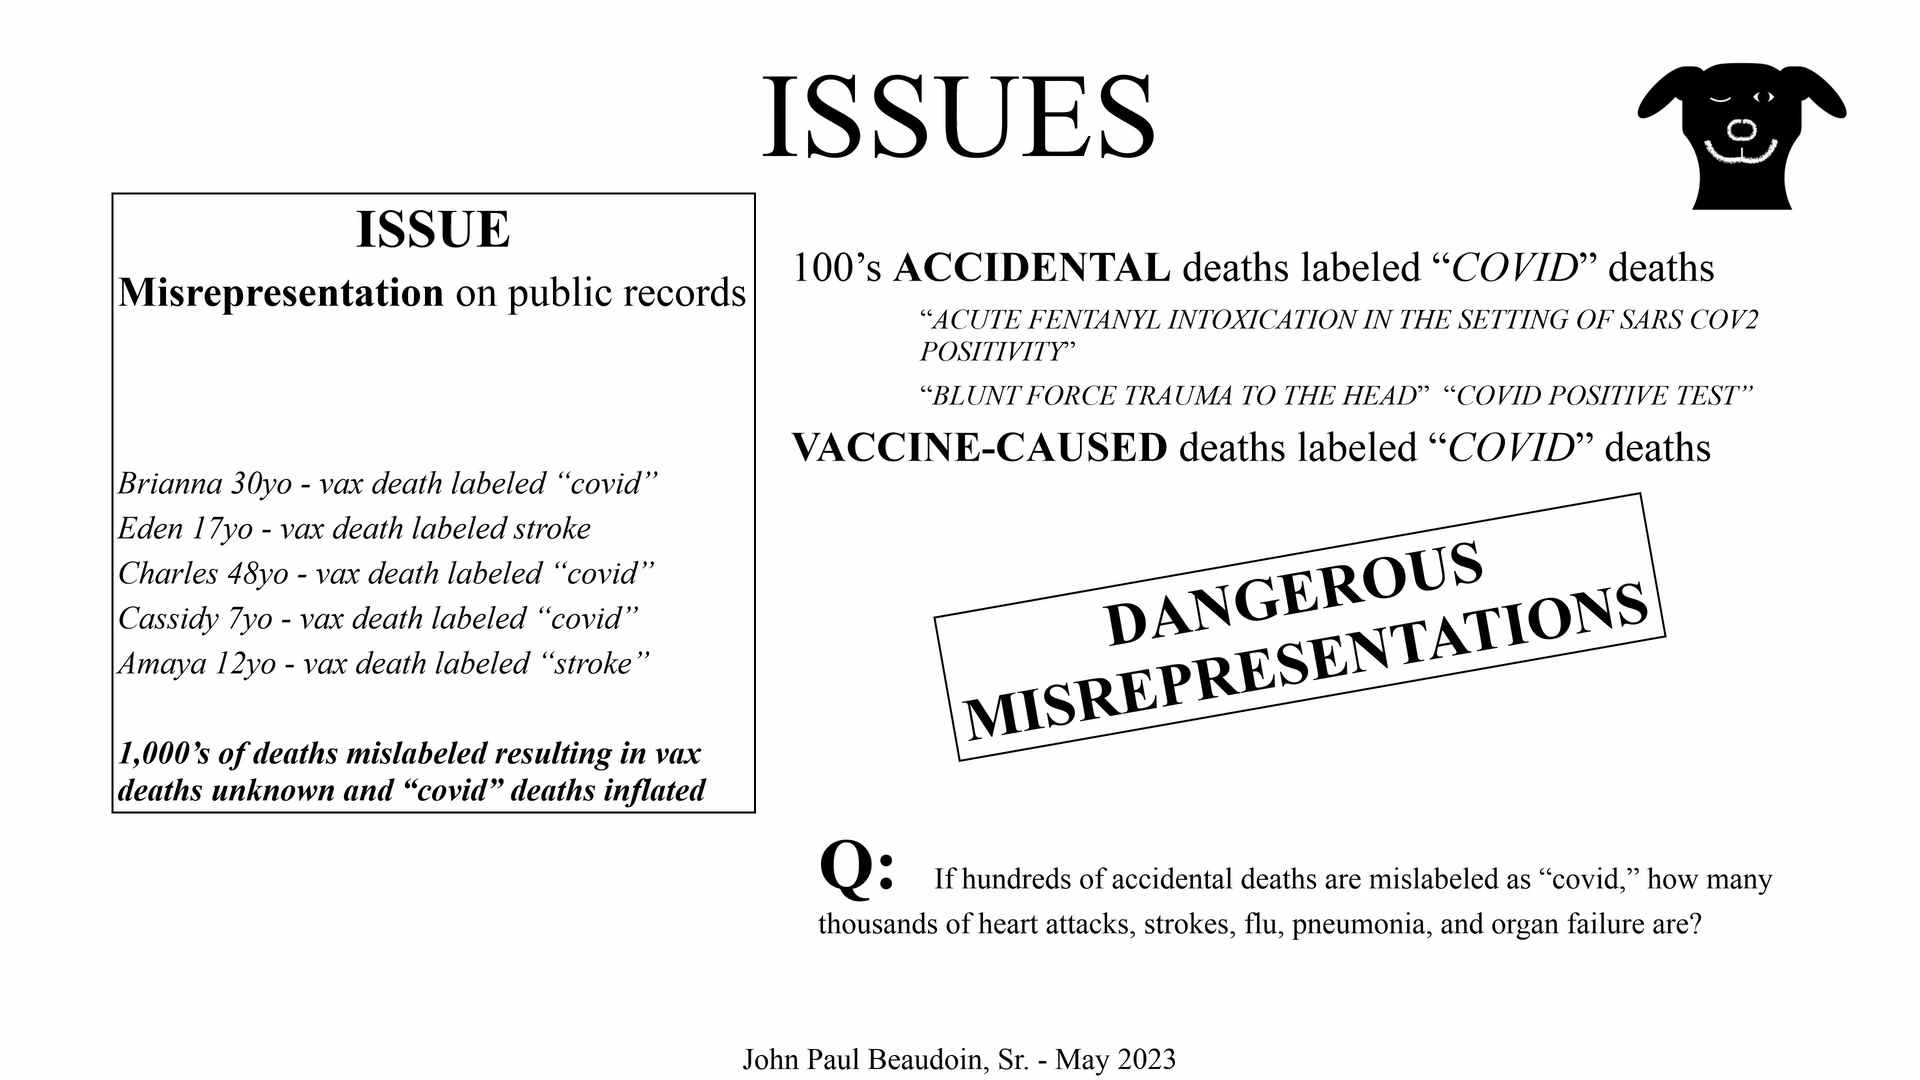 ISSUES
ISSUE
Misrepresentation on public records
Brianna 30yo - vax death labeled “covid”
Eden 17yo - vax death labeled stroke
Charles 48yo - vax death labeled “covid”
Cassidy 7yo - vax death labeled “covid”
Amaya 12yo - vax death labeled “stroke”
1,000’s of deaths mislabeled resulting in vax
deaths unknown and “covid” deaths inflated
100’s ACCIDENTAL deaths labeled “COVID” deaths
“ACUTE FENTANYL INTOXICATION IN THE SETTING OF SARS COV2
POSITIVITY”
“BLUNT FORCE TRAUMA TO THE HEAD” “COVID POSITIVE TEST”
VACCINE-CAUSED deaths labeled “COVID” deaths
DANGEROUS
MISREPRESENTATIONS
Q: If hundreds of accidental deaths are mislabeled as “covid,” how many
thousands of heart attacks, strokes, flu, pneumonia, and organ failure are?
John Paul Beaudoin, Sr. - May 2023